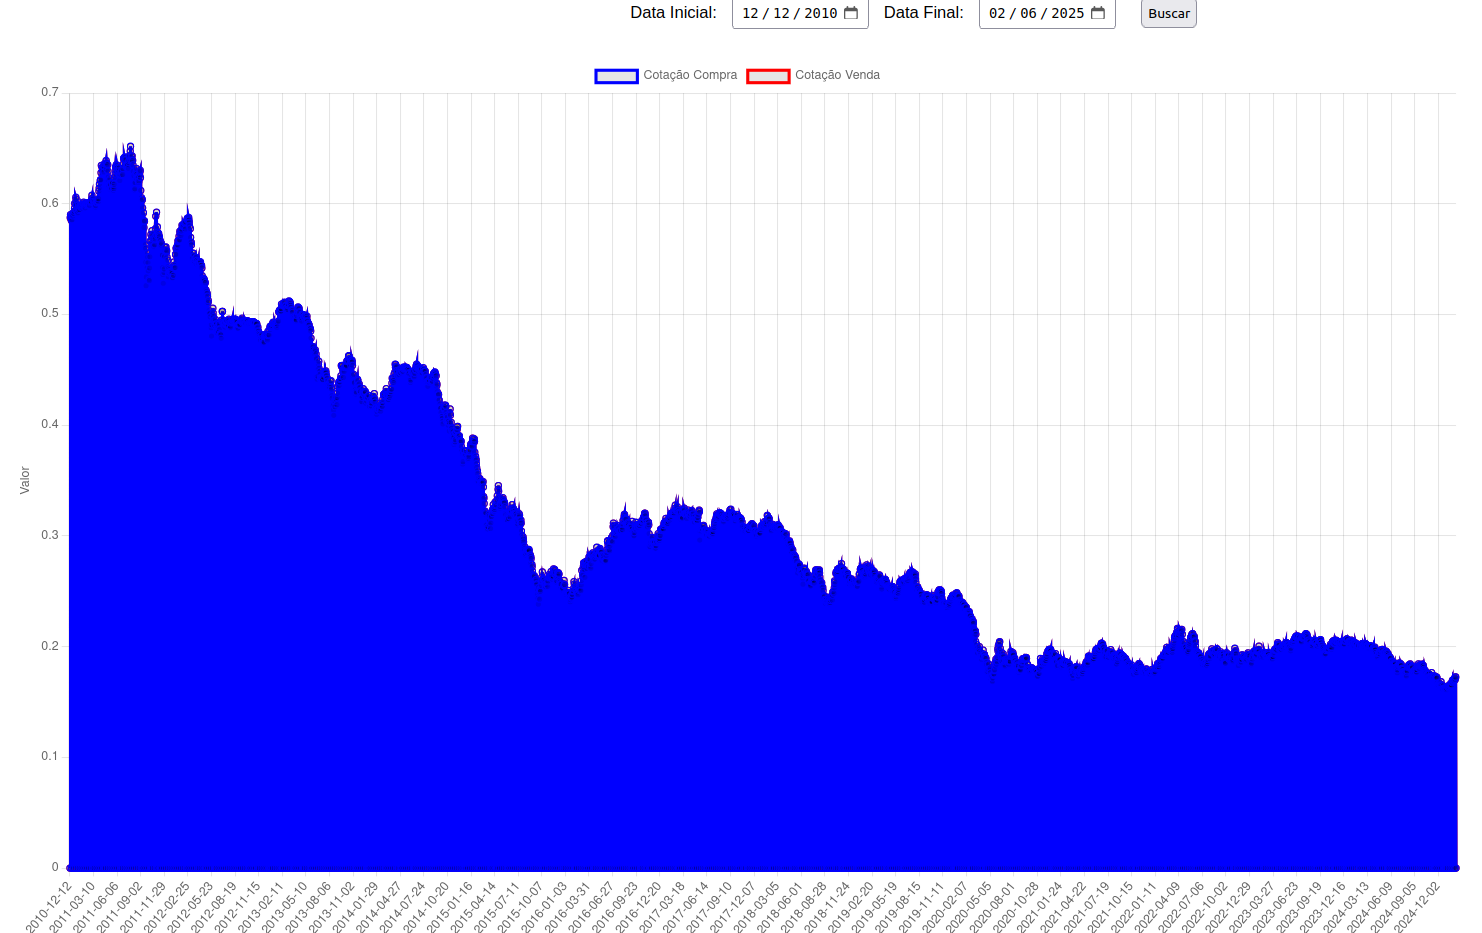 Data Inicial: 12/12/2010 Data Final: 02/06/2025 Buscar
Cotação Compra Cotação Venda
0.7
0.6
0.5
0.4
Valor
0.3
0.2
0.1
0
2010-12-12 2011-03-10 2011-06-06 2011-09-02 2011-11-29 2012-02-25 2012-05-23 2012-08-19 2012-11-15 2013-02-11 2013-05-10 2013-08-06 2013-11-02 2014-01-29 2014-04-27 2014-07-24 2014-10-20 2015-01-16 2015-04-14 2015-07-11 2015-10-07 2016-01-03 2016-03-31 2016-06-27 2016-09-23 2016-12-20 2017-03-18 2017-06-14 2017-09-10 2017-12-07 2018-03-05 2018-06-01 2018-08-28 2018-11-24 2019-02-20 2019-05-19 2019-08-15 2019-11-11 2020-02-07 2020-05-05 2020-08-01 2020-10-28 2021-01-24 2021-04-22 2021-07-19 2021-10-15 2022-01-11 2022-04-09 2022-07-06 2022-10-02 2022-12-29 2023-03-27 2023-06-23 2023-09-19 2023-12-16 2024-03-13 2024-06-09 2024-09-05 2024-12-02